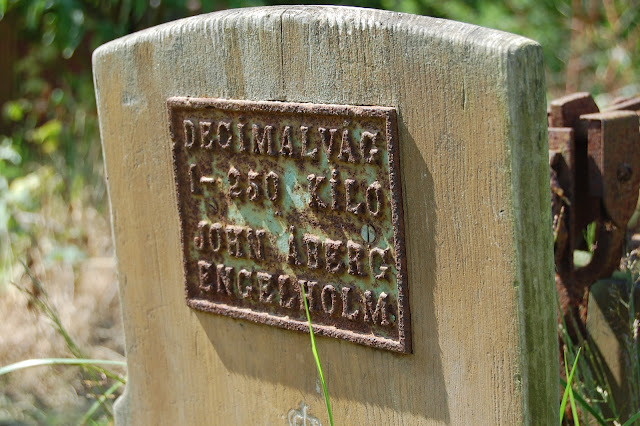 DECIMALVÅG
1-250 KILO
JOHN ÅBERG
ENGELHOLM.